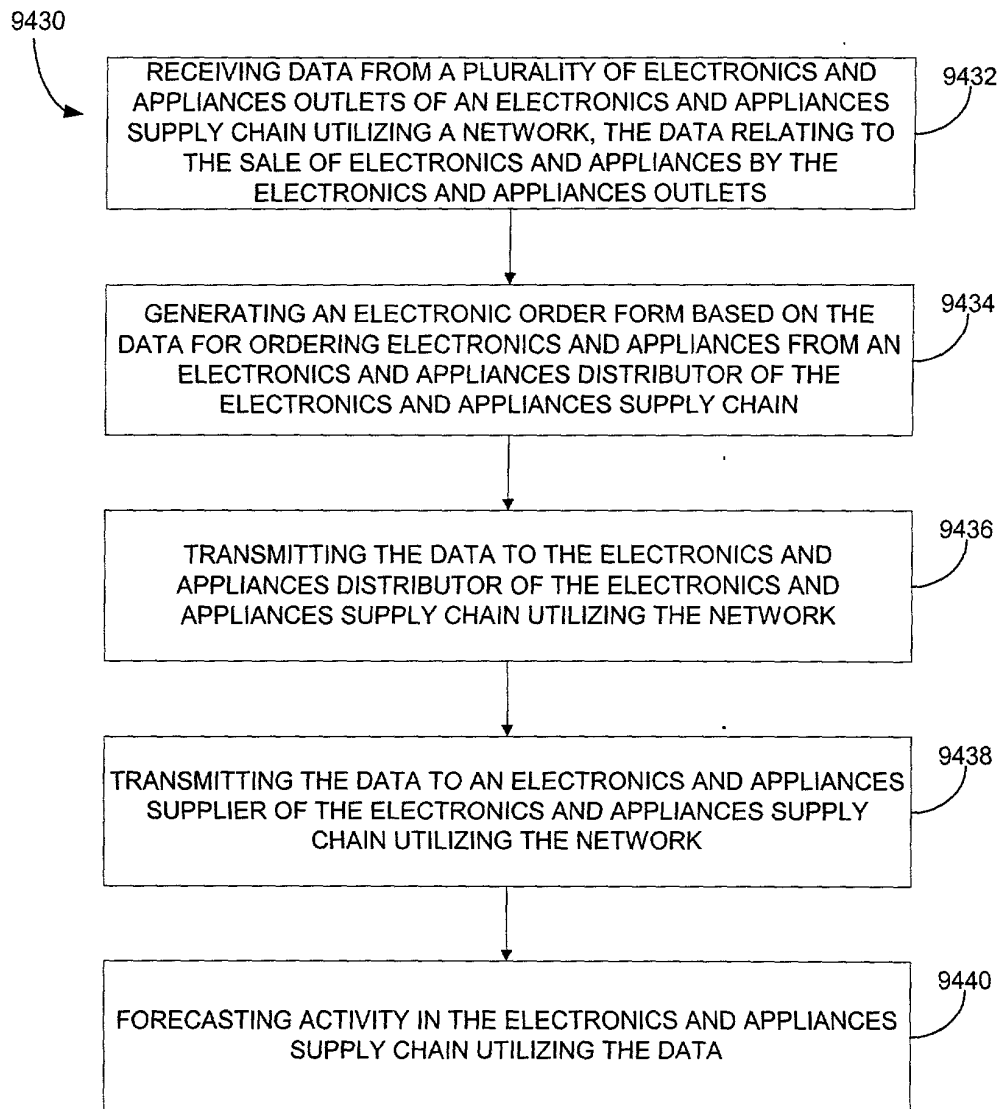 9430
RECEIVING DATA FROM A PLURALITY OF ELECTRONICS AND
APPLIANCES OUTLETS OF AN ELECTRONICS AND APPLIANCES
SUPPLY CHAIN UTILIZING A NETWORK, THE DATA RELATING TO
THE SALE OF ELECTRONICS AND APPLIANCES BY THE
ELECTRONICS AND APPLIANCES OUTLETS
9432
GENERATING AN ELECTRONIC ORDER FORM BASED ON THE
DATA FOR ORDERING ELECTRONICS AND APPLIANCES FROM AN
ELECTRONICS AND APPLIANCES DISTRIBUTOR OF THE
ELECTRONICS AND APPLIANCES SUPPLY CHAIN
9434
TRANSMITTING THE DATA TO THE ELECTRONICS AND
APPLIANCES DISTRIBUTOR OF THE ELECTRONICS AND
APPLIANCES SUPPLY CHAIN UTILIZING THE NETWORK
9436
TRANSMITTING THE DATA TO AN ELECTRONICS AND APPLIANCES
SUPPLIER OF THE ELECTRONICS AND APPLIANCES SUPPLY
CHAIN UTILIZING THE NETWORK
9438
FORECASTING ACTIVITY IN THE ELECTRONICS AND APPLIANCES
SUPPLY CHAIN UTILIZING THE DATA
9440